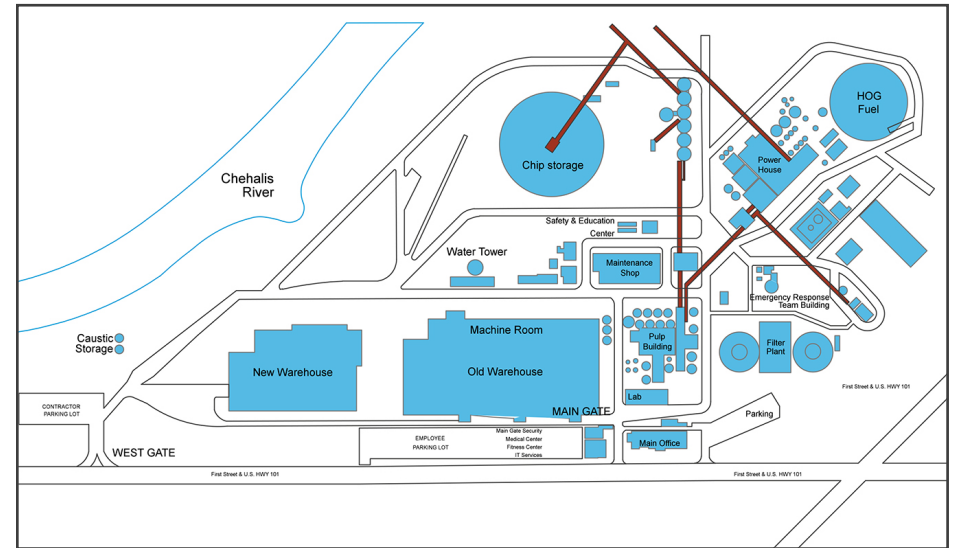 HOG
Fuel
Chip storage
Power
House
Chehalis
River
Safety & Education
Center
Water Tower
Maintenance
Shop
Emergency Response
Team Building
Caustic
Storage
Machine Room
Pulp
Building
Filter
Plant
New Warehouse
Old Warehouse
First Street & U.S. HWY 101
Lab
CONTRACTOR
PARKING LOT
MAIN GATE
Parking
WEST GATE
EMPLOYEE
PARKING LOT
Main Gate Security
Medical Center
Fitness Center
IT Services
Main Office
First Street & U.S. HWY 101
First Street & U.S. HWY 101